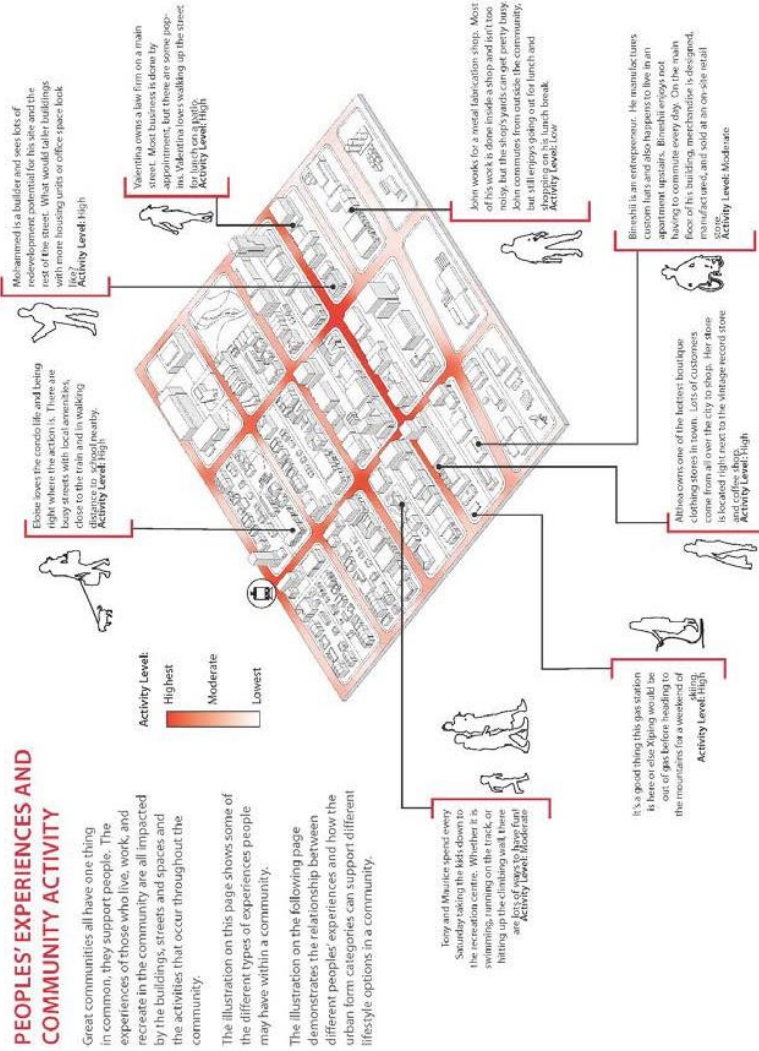 PEOPLES' EXPERIENCES AND
COMMUNITY ACTIVITY
Great communities all have one thing
in common, they support people. The
experiences of those who live, work, and
recreate in the community are all impacted
by the buildings, streets and spaces and
the activities that occur throughout the
community.
The illustration on this page shows some of
the different types of experiences people
may have within a community.
The illustration on the following page
demonstrates the relationship between
different peoples' experiences and how the
urban form categories can support different
lifestyle options in a community.
Activity Level:
Highest
Moderate
Lowest
Eloise loves the condo life and being
right where the action is. There are
busy streets with local amenities,
close to the train and in walking
distance to school nearby.
Activity Level: High
Mohammed is a builder and sees lots of
redevelopment potential for his site and the
rest of the street. What would taller buildings
with more housing units or office space look
like?
Activity Level: High
Valentina owns a law firm on a main
street. Most business is done by
appointment, but there are some pop-
ins. Valentina loves walking up the street
for lunch on a patio.
Activity Level: High
John works for a metal fabrication shop. Most
of his work is done inside a shop and isn't too
noisy, but the shop's yards can get pretty busy.
John commutes from outside the community,
but still enjoys going out for lunch and
shopping on his lunch break.
Activity Level: Low
Tony and Maurice spend every
Saturday taking the kids down to
the recreation centre. Whether it is
swimming, running on the track, or
hitting up the climbing wall, there
are lots of ways to have fun!
Activity Level: Moderate
It's a good thing this gas station
is here or else Xiping would be
out of gas before heading to
the mountains for a weekend of
skiing.
Activity Level: High
Althea owns one of the hottest boutique
clothing stores in town. Lots of customers
come from all over the city to shop. Her store
is located right next to the vintage record store
and coffee shop.
Activity Level: High
Bineshii is an entrepreneur. He manufactures
custom hats and also happens to live in an
apartment upstairs. Bineshii enjoys not
having to commute every day. On the main
floor of his building, merchandise is designed,
manufactured, and sold at an on-site retail
store.
Activity Level: Moderate